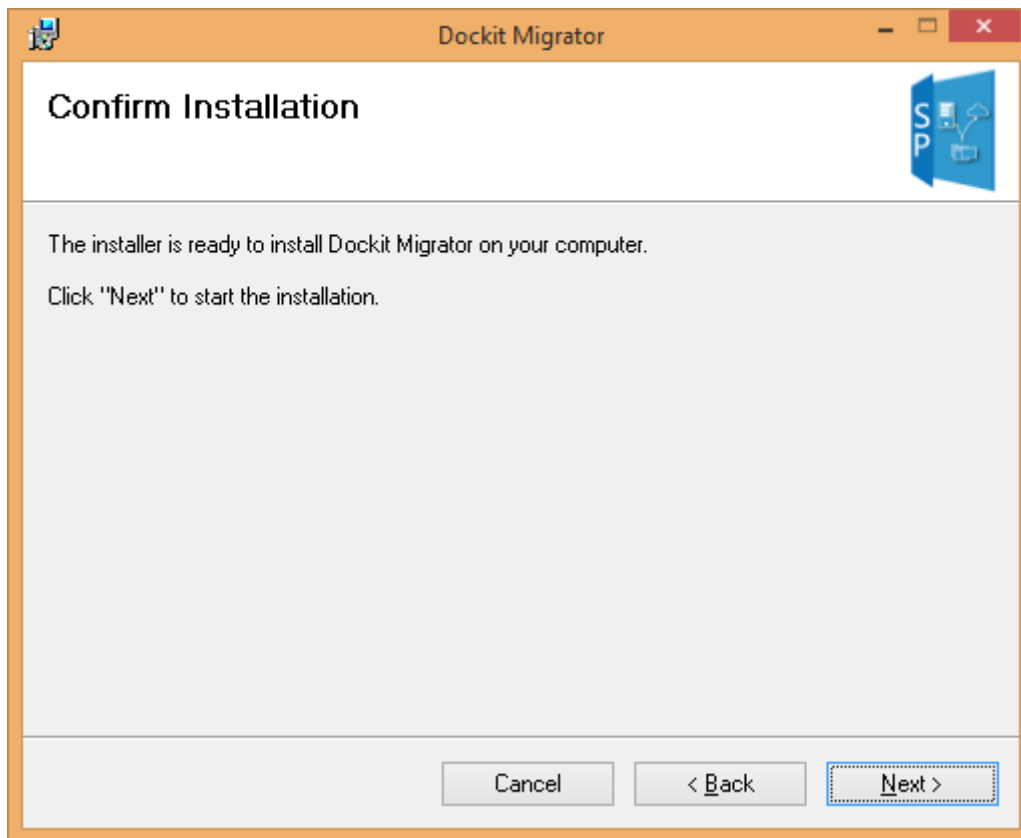 Dockit Migrator
Confirm Installation
S
P
The installer is ready to install Dockit Migrator on your computer.
Click "Next" to start the installation.
Cancel
< Back
Next >